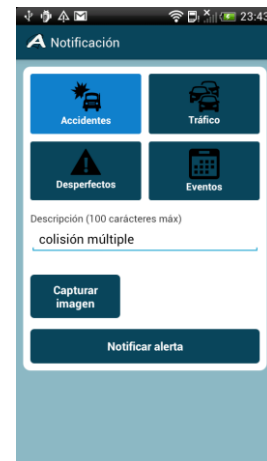 23:43
Notificación
Accidentes
Tráfico
Desperfectos
Eventos
Descripción (100 carácteres máx)
colisión múltiple
Capturar
imagen
Notificar alerta